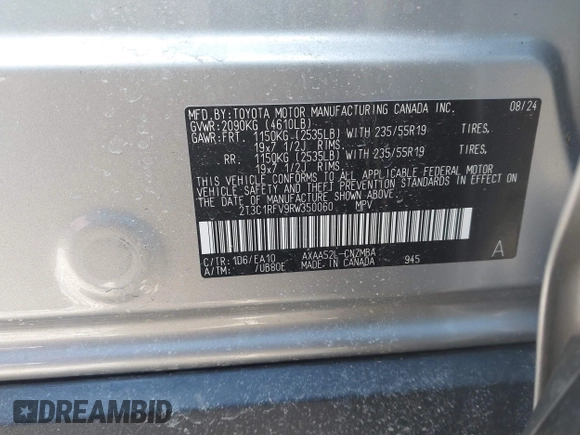 MFD.BY:TOYOTA MOTOR MANUFACTURING CANADA INC. 08/24
GVWR:2090KG (4610LB)
GAWR:FRT. 1150KG (2535LB) WITH 235/55R19 TIRES.
19x7 1/2J RIMS.
RR. 1150KG (2535LB) WITH 235/55R19 TIRES.
19x7 1/2J RIMS.
THIS VEHICLE CONFORMS TO ALL APPLICABLE FEDERAL MOTOR
VEHICLE SAFETY AND THEFT PREVENTION STANDARDS IN EFFECT ON
THE DATE OF MANUFACTURE SHOWN ABOVE.
2T3C1RFV9RW350060 MPV
C/TR:1D6/EA10 AXAA52L-CNZMBA A
A/TM: /UB80E MADE IN CANADA 945
DREAMBID